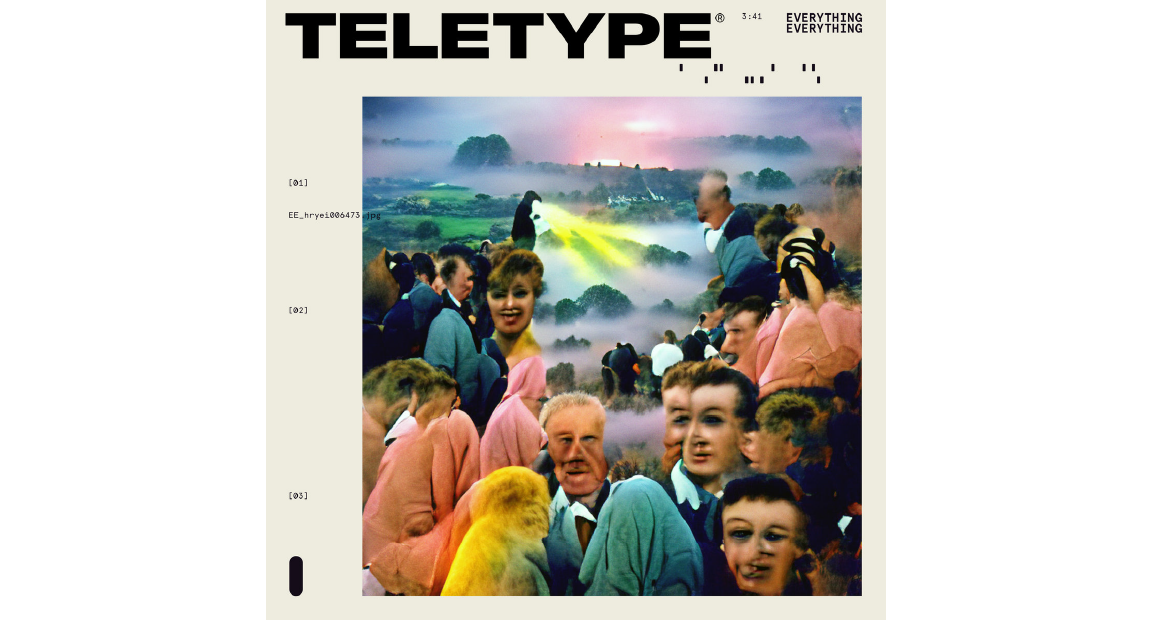 TELETYPE®
3:41
EVERYTHING
EVERYTHING
[01]
EE_hryei006473.jpg
[02]
[03]